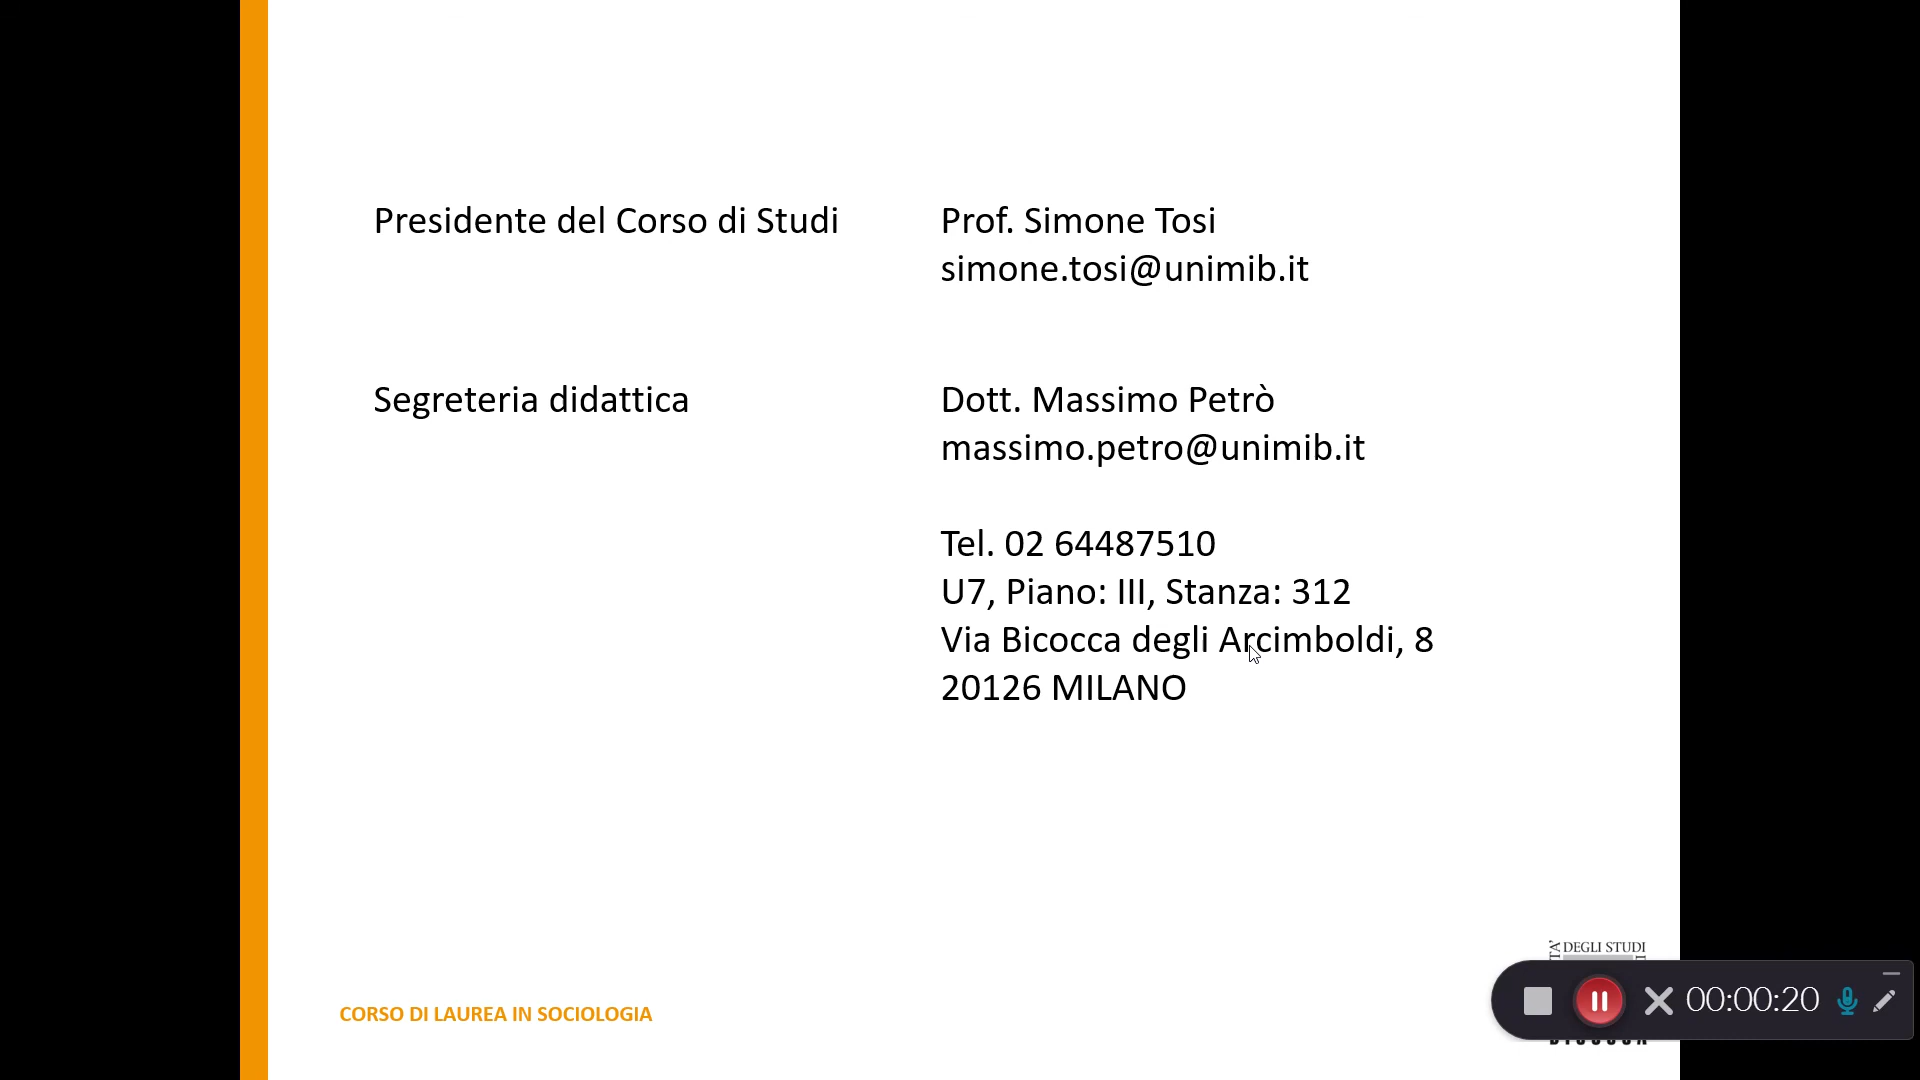 Presidente del Corso di Studi
Prof. Simone Tosi
simone.tosi@unimib.it
Segreteria didattica
Dott. Massimo Petrò
massimo.petro@unimib.it
Tel. 02 64487510
U7, Piano: III, Stanza: 312
Via Bicocca degli Arcimboldi, 8
20126 MILANO
DEGLI STUDI
CORSO DI LAUREA IN SOCIOLOGIA
00:00:20